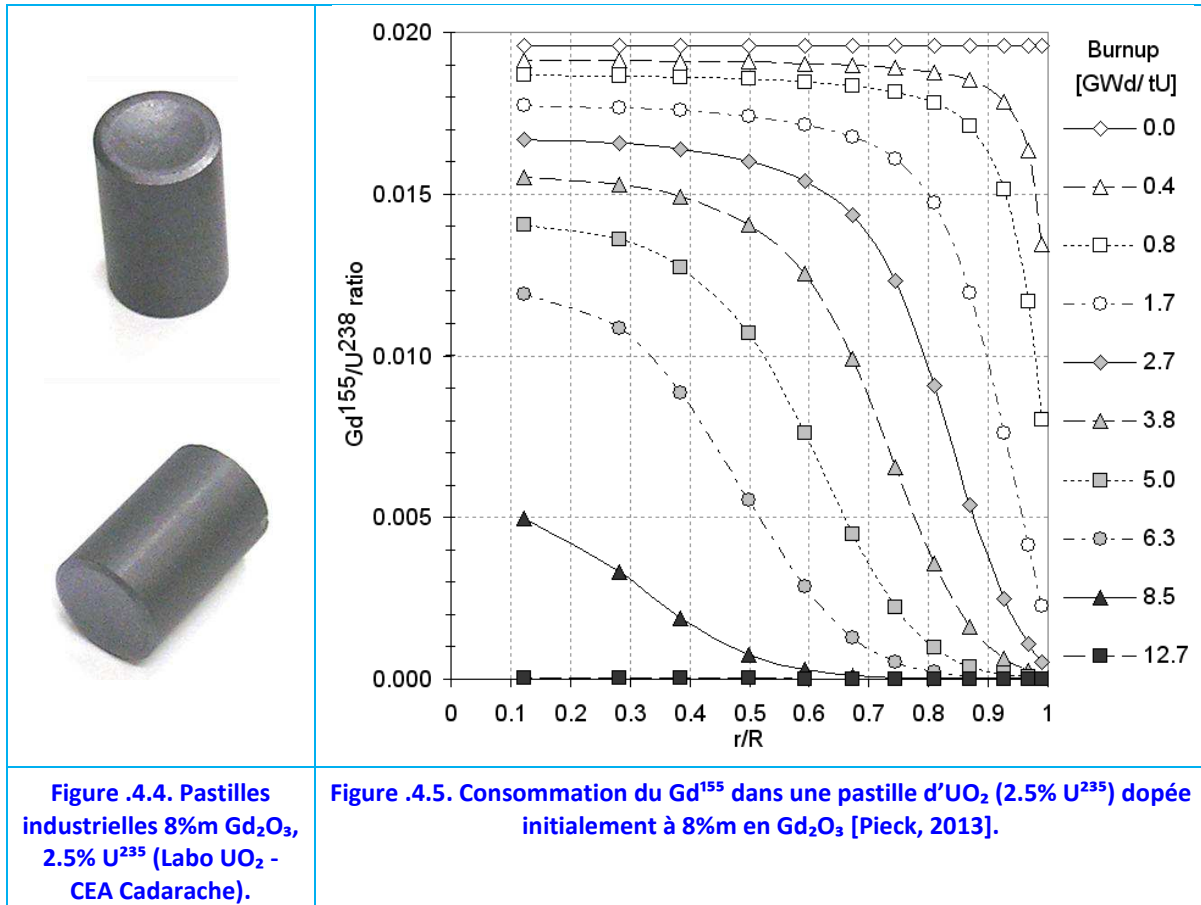 0.020
0.015
0.010
0.005
0.000
Gd¹⁵⁵/U²³⁸ ratio
0 0.1 0.2 0.3 0.4 0.5 0.6 0.7 0.8 0.9 1
r/R
Burnup
[GWd/ tU]
0.0
0.4
0.8
1.7
2.7
3.8
5.0
6.3
8.5
12.7
Figure .4.4. Pastilles
industrielles 8%m Gd₂O₃,
2.5% U²³⁵ (Labo UO₂ -
CEA Cadarache).
Figure .4.5. Consommation du Gd¹⁵⁵ dans une pastille d’UO₂ (2.5% U²³⁵) dopée
initialement à 8%m en Gd₂O₃ [Pieck, 2013].